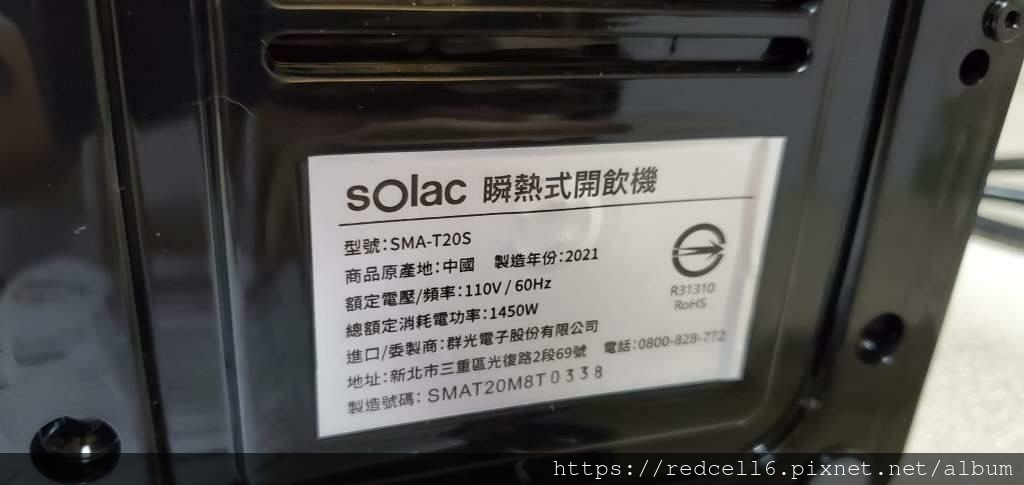 solac 瞬熱式開飲機
型號:SMA-T20S
商品原產地:中國 製造年份:2021
額定電壓/頻率:110V / 60Hz
總額定消耗電功率:1450W
進口/委製商:群光電子股份有限公司
地址:新北市三重區光復路2段69號 電話:0800-828-772
製造號碼: SMAT20M8T0338
R31310
RoHS
https://redcell6.pixnet.net/album